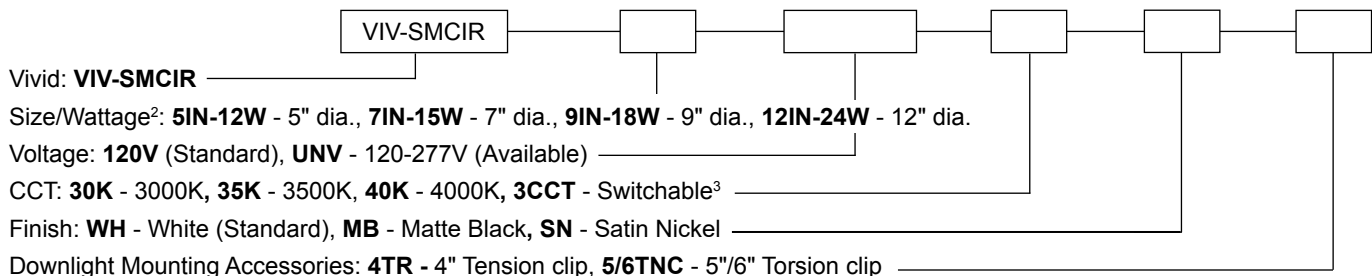 VIV-SMCIR
Vivid: VIV-SMCIR
Size/Wattage²: 5IN-12W - 5" dia., 7IN-15W - 7" dia., 9IN-18W - 9" dia., 12IN-24W - 12" dia.
Voltage: 120V (Standard), UNV - 120-277V (Available)
CCT: 30K - 3000K, 35K - 3500K, 40K - 4000K, 3CCT - Switchable³
Finish: WH - White (Standard), MB - Matte Black, SN - Satin Nickel
Downlight Mounting Accessories: 4TR - 4" Tension clip, 5/6TNC - 5"/6" Torsion clip